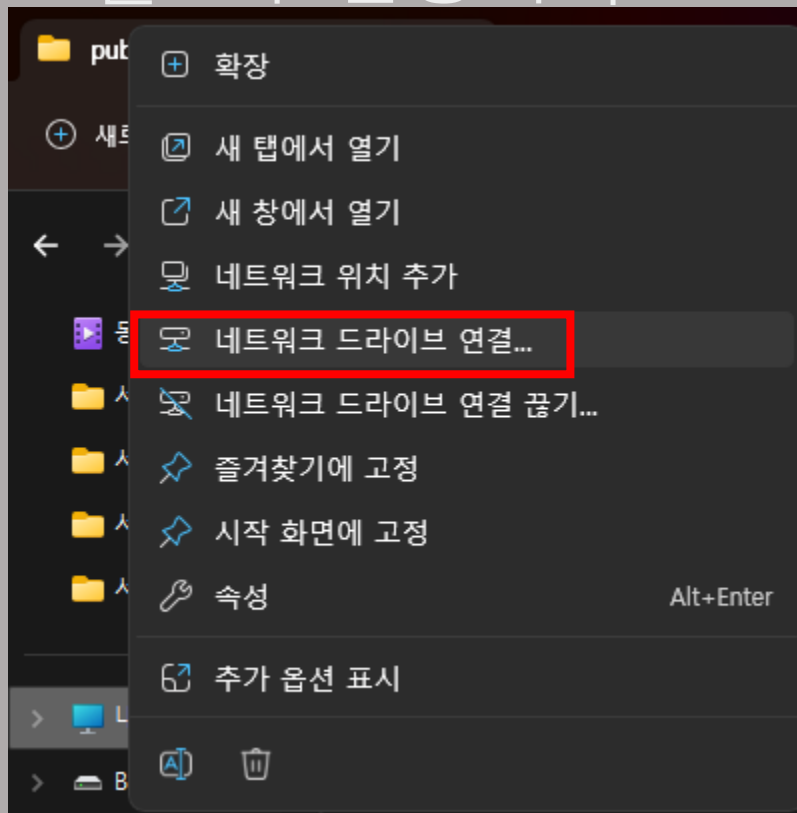 pub
확장
새 탭에서 열기
새 창에서 열기
네트워크 위치 추가
네트워크 드라이브 연결...
네트워크 드라이브 연결 끊기...
즐겨찾기에 고정
시작 화면에 고정
속성 Alt+Enter
추가 옵션 표시
B